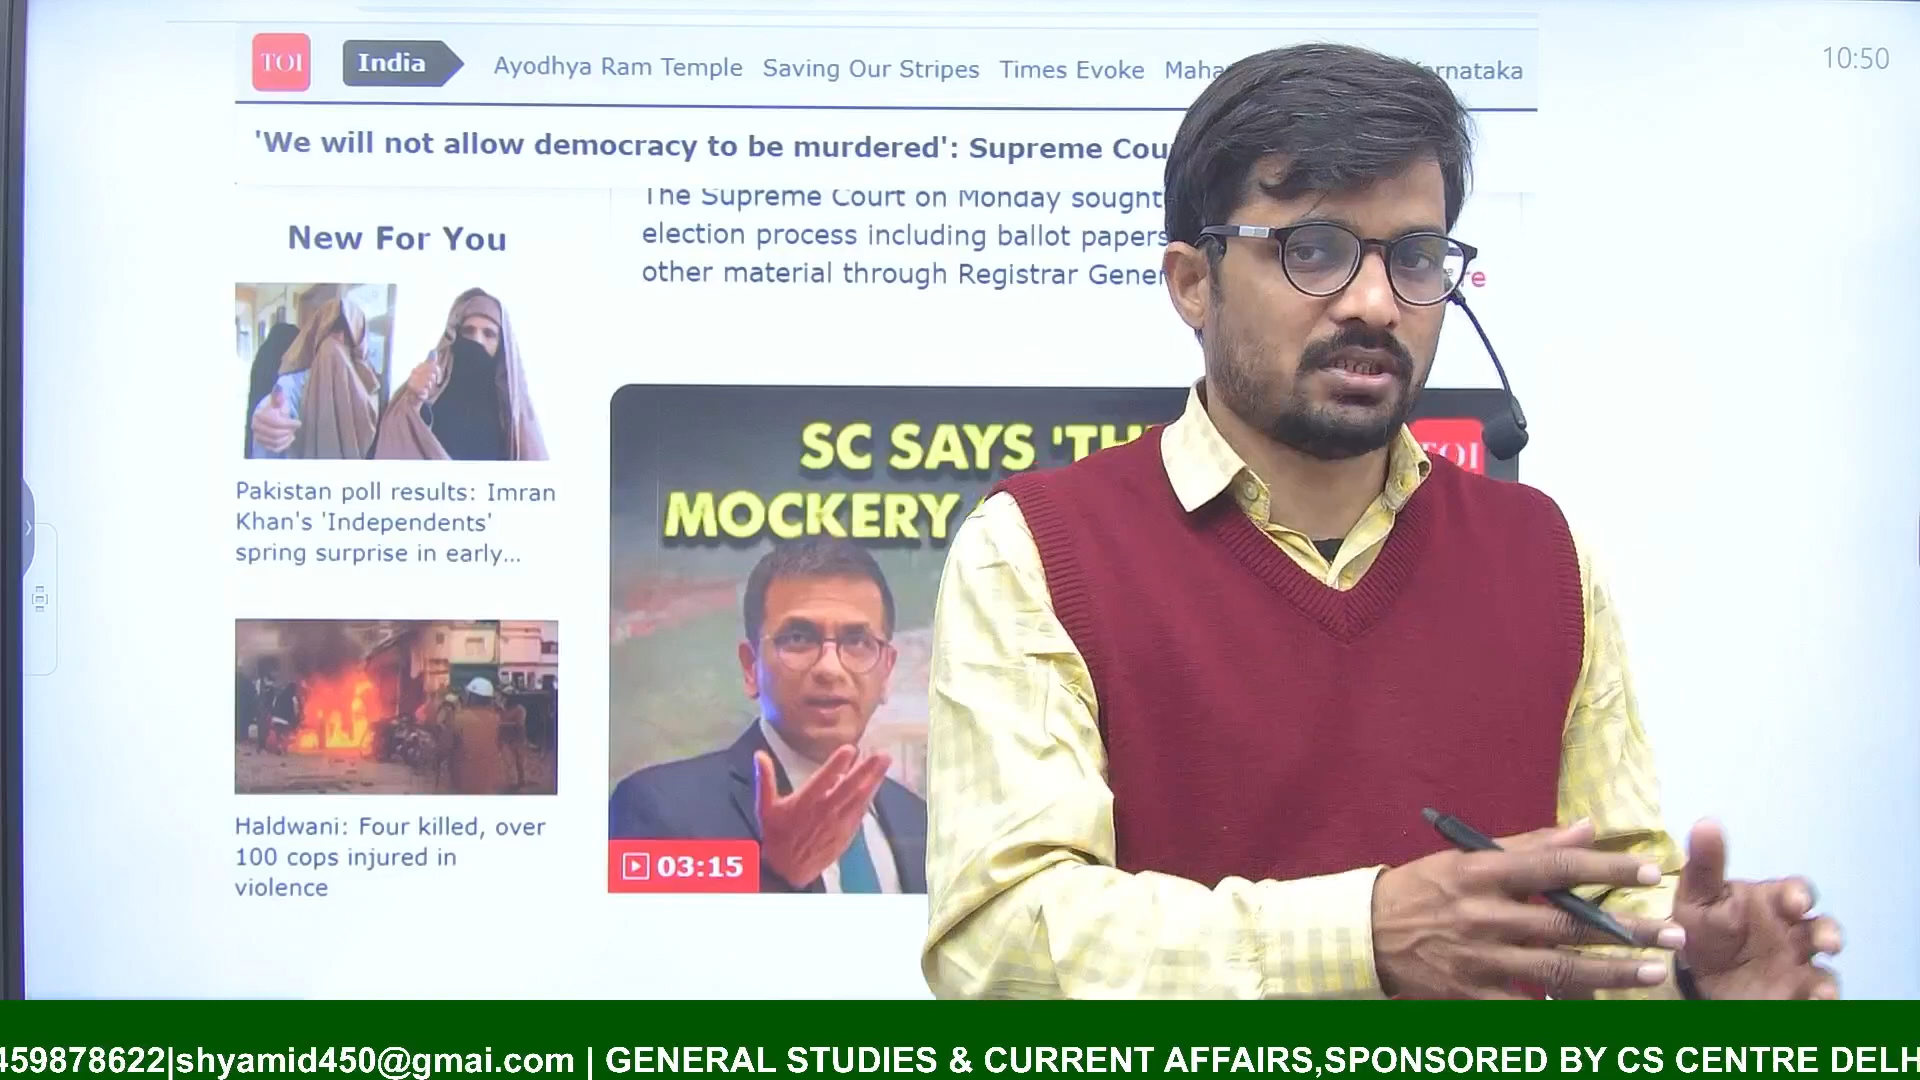 10:50
TOI India Ayodhya Ram Temple Saving Our Stripes Times Evoke Maha rnataka
'We will not allow democracy to be murdered': Supreme Cou
The Supreme Court on Monday sought
election process including ballot papers
other material through Registrar Gener re
New For You
Pakistan poll results: Imran
Khan's 'Independents'
spring surprise in early...
Haldwani: Four killed, over
100 cops injured in
violence
SC SAYS 'TH
MOCKERY
TOI
03:15
459878622|shyamid450@gmai.com | GENERAL STUDIES & CURRENT AFFAIRS,SPONSORED BY CS CENTRE DELH